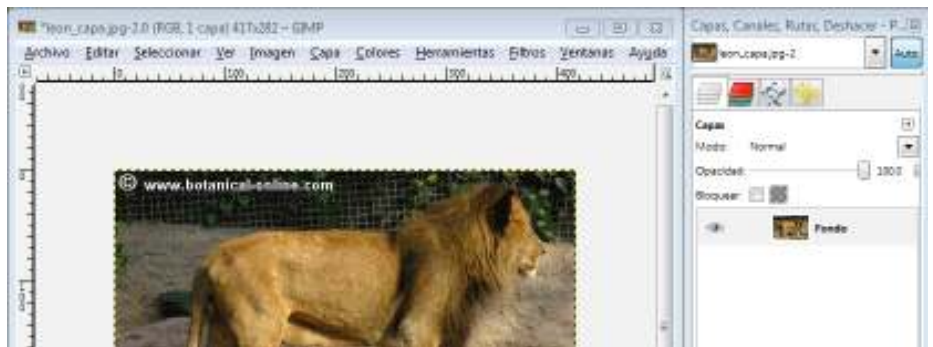 *leon_capa.jpg-2.0 (RGB, 1 capa) 417x282 – GIMP
Archivo Editar Seleccionar Ver Imagen Capa Colores Herramientas Filtros Ventanas Ayuda
0 100 200 300 400
© www.botanical-online.com
Capas, Canales, Rutas, Deshacer - P...
leon_capa.jpg-2
Auto
Capas
Modo: Normal
Opacidad: 100.0
Bloquear:
Fondo